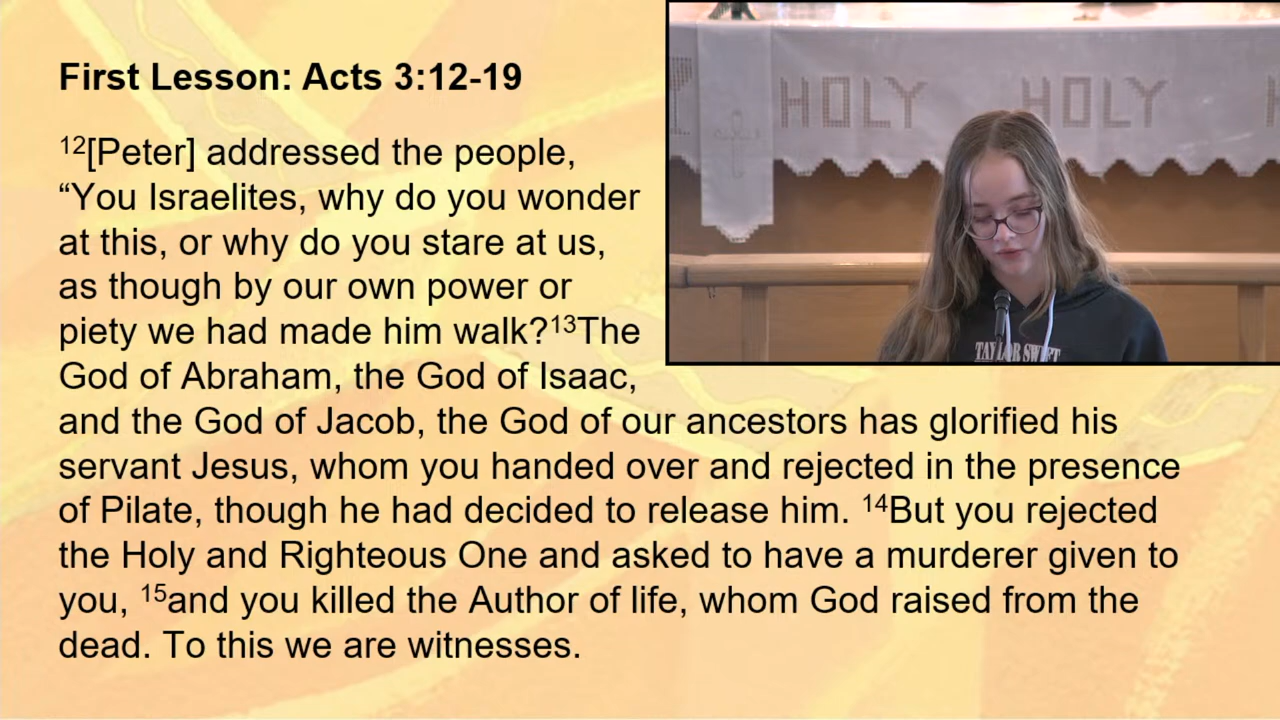 First Lesson: Acts 3:12-19
12[Peter] addressed the people,
“You Israelites, why do you wonder
at this, or why do you stare at us,
as though by our own power or
piety we had made him walk?13The
God of Abraham, the God of Isaac,
and the God of Jacob, the God of our ancestors has glorified his
servant Jesus, whom you handed over and rejected in the presence
of Pilate, though he had decided to release him. 14But you rejected
the Holy and Righteous One and asked to have a murderer given to
you, 15and you killed the Author of life, whom God raised from the
dead. To this we are witnesses.
HOLY HOLY H
TAYLOR SWIFT